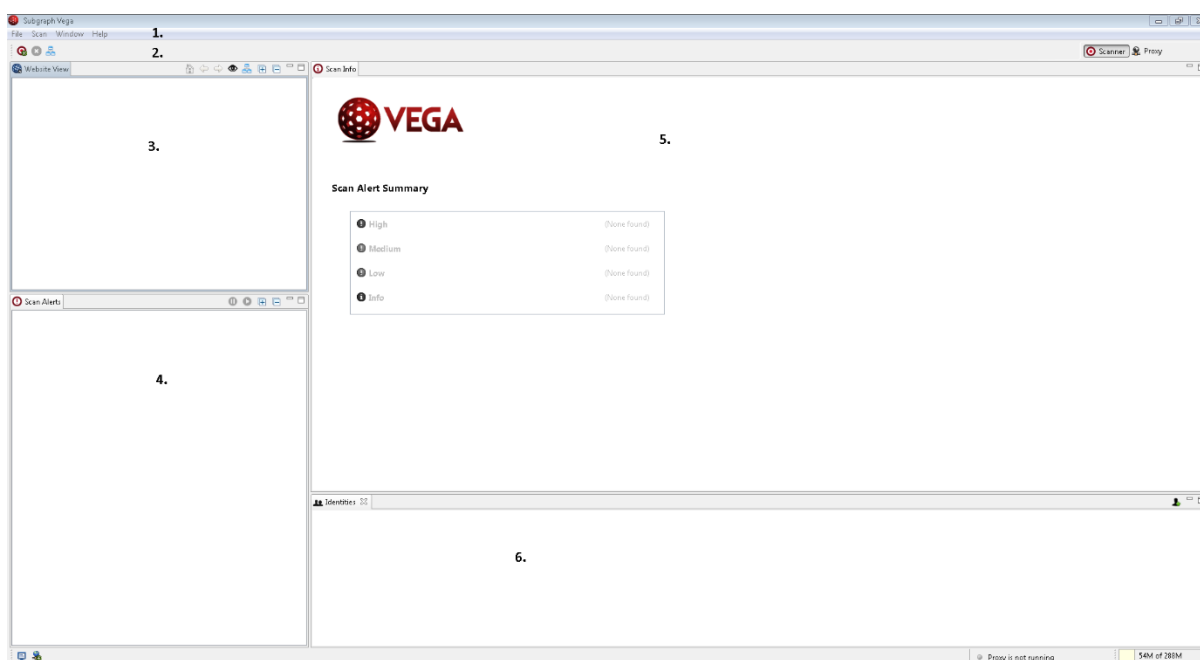 Subgraph Vega
File Scan Window Help
1.
2.
Scanner Proxy
Website View
Scan Info
VEGA
3.
5.
Scan Alert Summary
High (None found)
Medium (None found)
Low (None found)
Info (None found)
Scan Alerts
4.
Identities
6.
Proxy is not running 54M of 288M